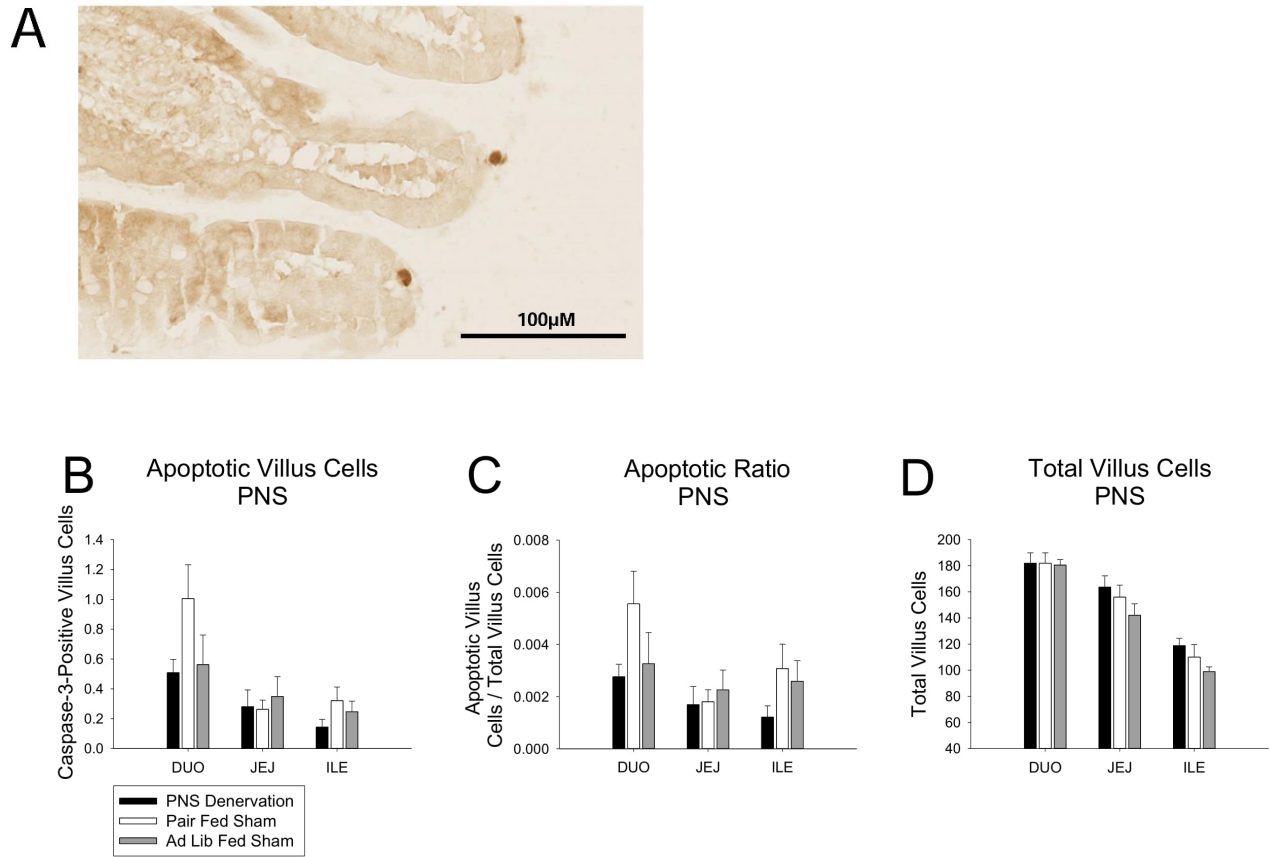 A
100µM
B
Apoptotic Villus Cells
PNS
Caspase-3-Positive Villus Cells
1.4
1.2
1.0
0.8
0.6
0.4
0.2
0.0
DUO JEJ ILE
PNS Denervation
Pair Fed Sham
Ad Lib Fed Sham
C
Apoptotic Ratio
PNS
Apoptotic Villus
Cells / Total Villus Cells
0.008
0.006
0.004
0.002
0.000
DUO JEJ ILE
D
Total Villus Cells
PNS
Total Villus Cells
200
180
160
140
120
100
80
60
40
DUO JEJ ILE